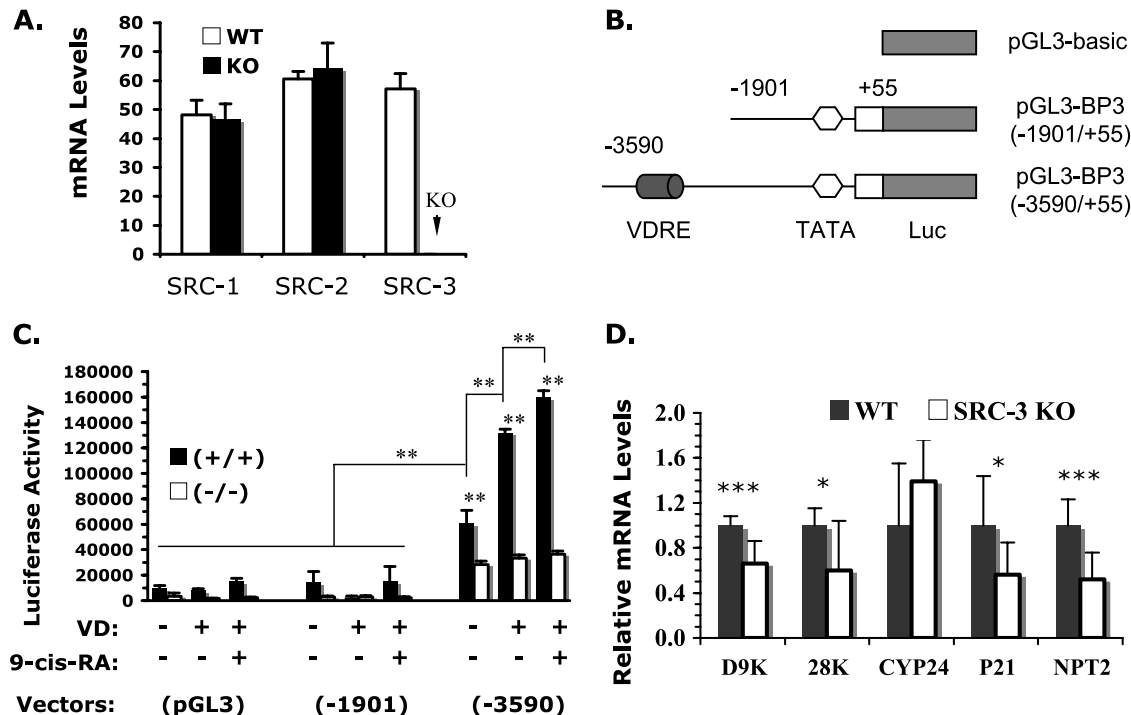 A.
mRNA Levels
80
70
60
50
40
30
20
10
0
WT
KO
KO
SRC-1 SRC-2 SRC-3
B.
pGL3-basic
-1901 +55
pGL3-BP3
(-1901/+55)
-3590
pGL3-BP3
(-3590/+55)
VDRE TATA Luc
C.
Luciferase Activity
180000
160000
140000
120000
100000
80000
60000
40000
20000
0
(+/+)
(-/-)
**
**
**
**
**
**
VD: - + + - + + - + +
9-cis-RA: - - + - - + - - +
Vectors: (pGL3) (-1901) (-3590)
D.
Relative mRNA Levels
2.0
1.6
1.2
0.8
0.4
0.0
WT SRC-3 KO
*** * * ***
D9K 28K CYP24 P21 NPT2